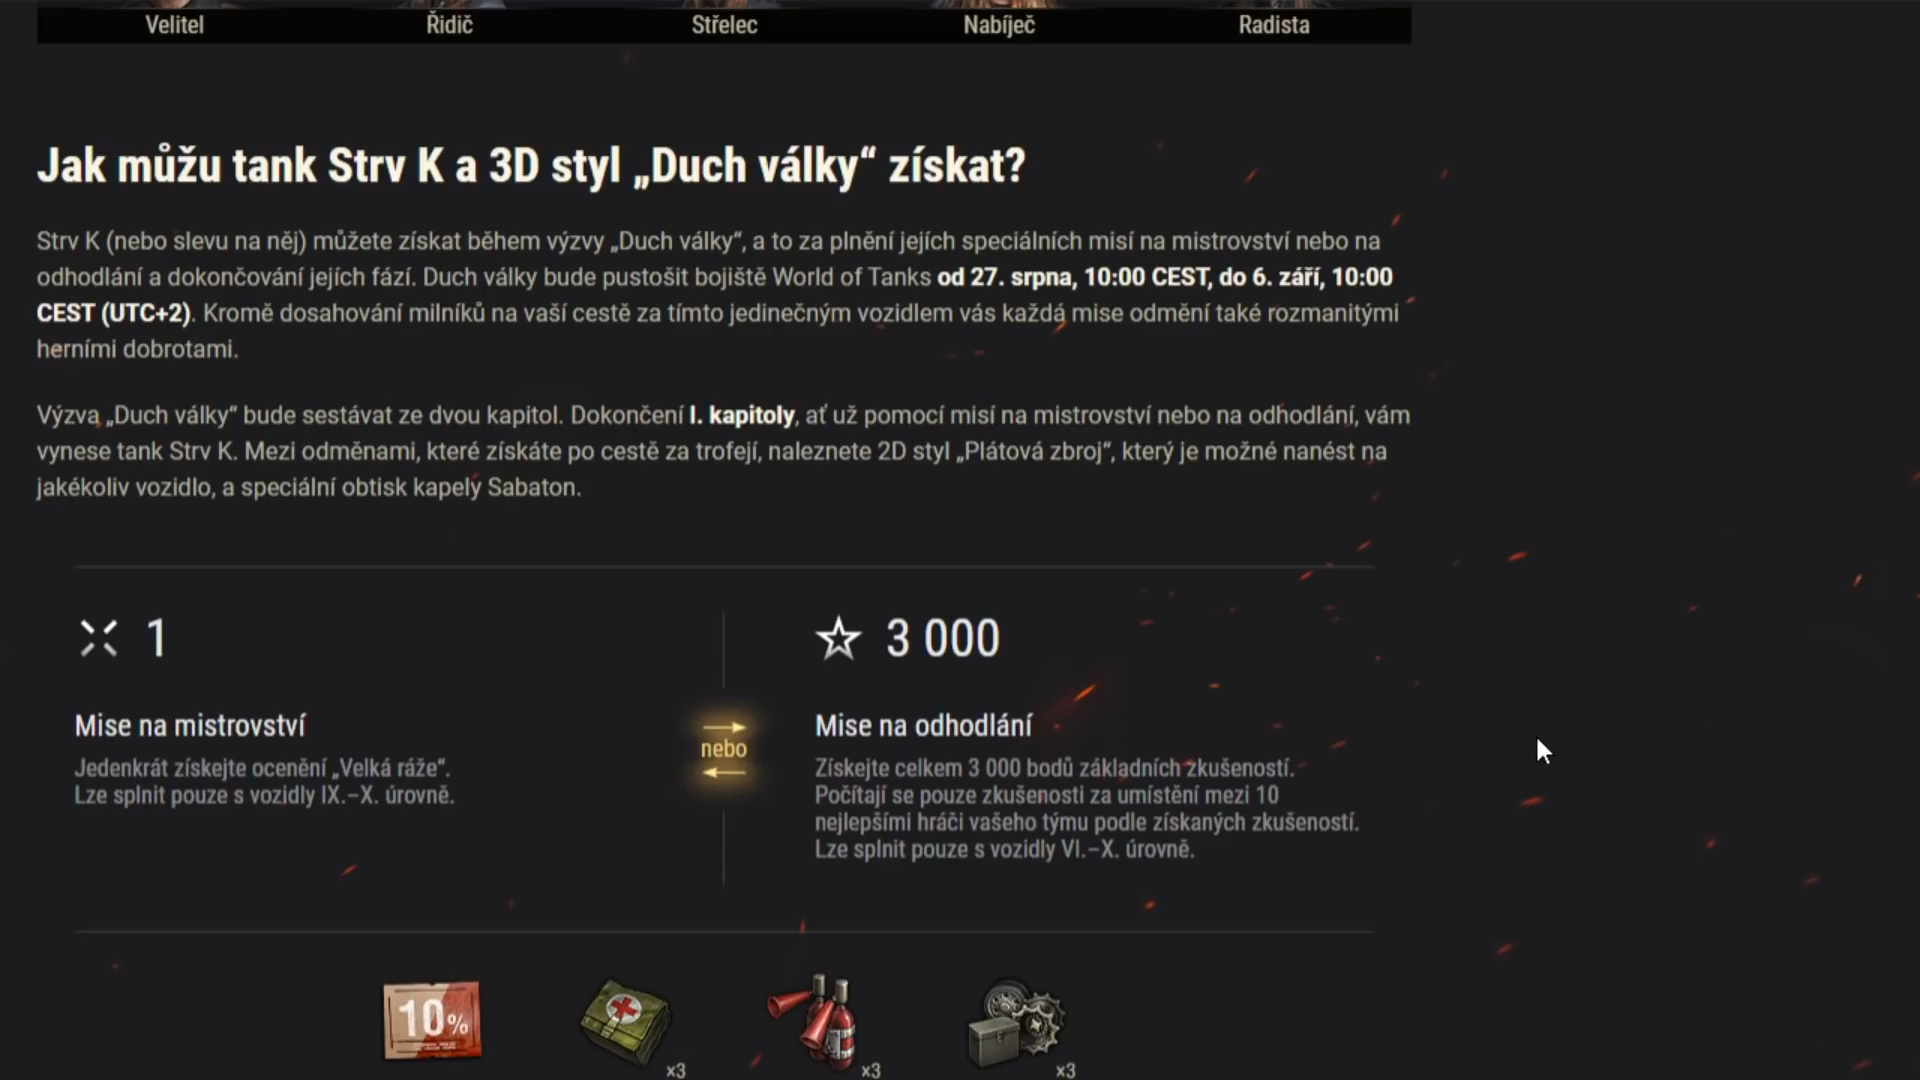 Velitel Řidič Střelec Nabíječ Radista
Jak můžu tank Strv K a 3D styl „Duch války“ získat?
Strv K (nebo slevu na něj) můžete získat během výzvy „Duch války“, a to za plnění jejích speciálních misí na mistrovství nebo na
odhodlání a dokončování jejích fází. Duch války bude pustošit bojiště World of Tanks od 27. srpna, 10:00 CEST, do 6. září, 10:00
CEST (UTC+2). Kromě dosahování milníků na vaší cestě za tímto jedinečným vozidlem vás každá mise odmění také rozmanitými
herními dobrotami.
Výzva „Duch války“ bude sestávat ze dvou kapitol. Dokončení I. kapitoly, ať už pomocí misí na mistrovství nebo na odhodlání, vám
vynese tank Strv K. Mezi odměnami, které získáte po cestě za trofejí, naleznete 2D styl „Plátová zbroj“, který je možné nanést na
jakékoliv vozidlo, a speciální obtisk kapely Sabaton.
1
Mise na mistrovství
Jedenkrát získejte ocenění „Velká ráže“.
Lze splnit pouze s vozidly IX.–X. úrovně.
nebo
3 000
Mise na odhodlání
Získejte celkem 3 000 bodů základních zkušeností.
Počítají se pouze zkušenosti za umístění mezi 10
nejlepšími hráči vašeho týmu podle získaných zkušeností.
Lze splnit pouze s vozidly VI.–X. úrovně.
10%
x3 x3 x3